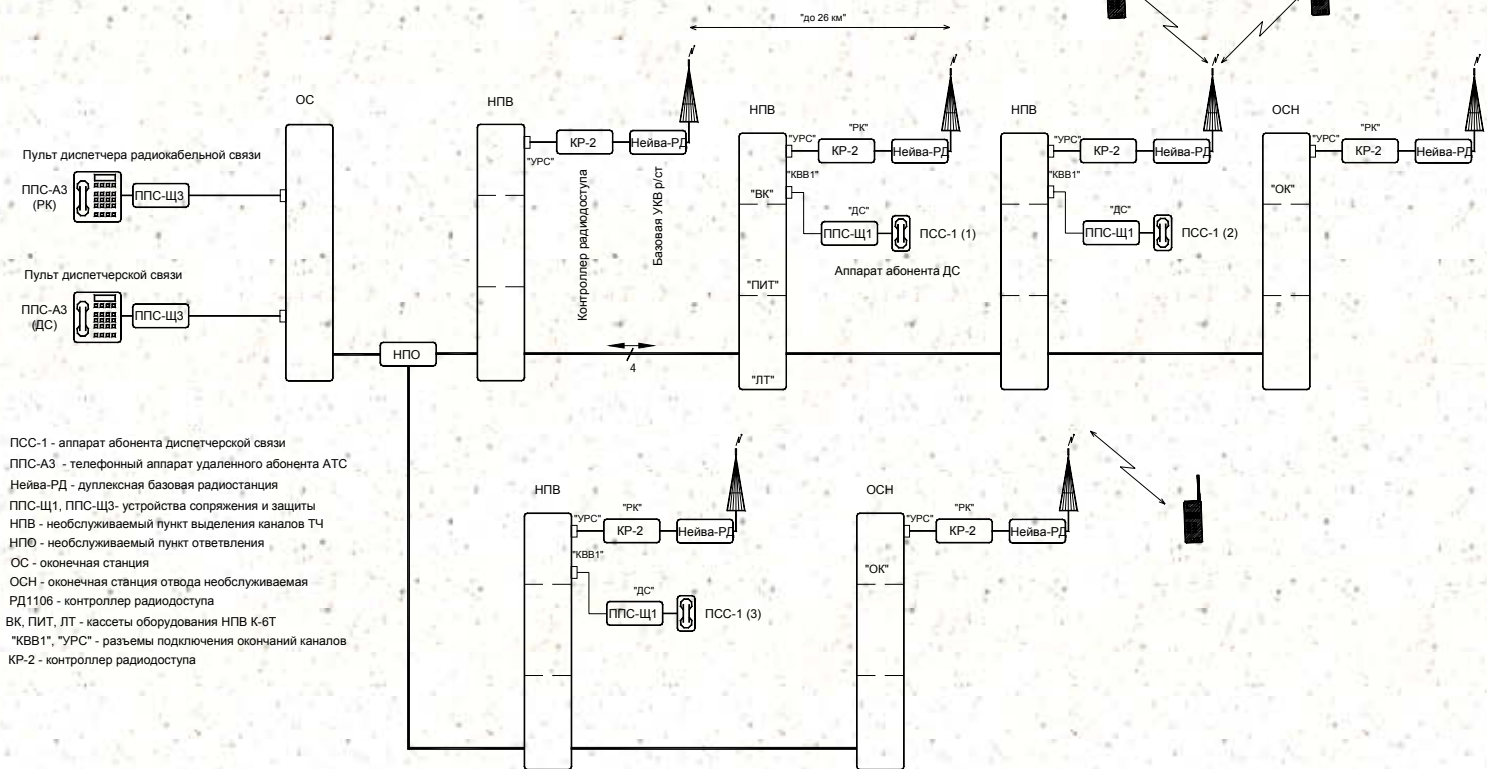 "до 26 км"
ОС
НПВ
НПВ
НПВ
ОСН
Пульт диспетчера радиокабельной связи
ППС-А3
(РК)
ППС-Щ3
"УРС"
КР-2
Нейва-РД
"УРС"
"РК"
КР-2
Нейва-РД
"УРС"
"РК"
КР-2
Нейва-РД
"УРС"
"РК"
КР-2
Нейва-РД
Контроллер радиодоступа
Базовая УКВ р/ст
"ВК"
"КВВ1"
"ДС"
ППС-Щ1
ПСС-1 (1)
Аппарат абонента ДС
"КВВ1"
"ДС"
ППС-Щ1
ПСС-1 (2)
"ОК"
Пульт диспетчерской связи
ППС-А3
(ДС)
ППС-Щ3
"ПИТ"
НПО
4
"ЛТ"
ПСС-1 - аппарат абонента диспетчерской связи
ППС-А3 - телефонный аппарат удаленного абонента АТС
Нейва-РД - дуплексная базовая радиостанция
ППС-Щ1, ППС-Щ3- устройства сопряжения и защиты
НПВ - необслуживаемый пункт выделения каналов ТЧ
НПО - необслуживаемый пункт ответвления
ОС - оконечная станция
ОСН - оконечная станция отвода необслуживаемая
РД1106 - контроллер радиодоступа
ВК, ПИТ, ЛТ - кассеты оборудования НПВ К-6Т
"КВВ1", "УРС" - разъемы подключения окончаний каналов
КР-2 - контроллер радиодоступа
НПВ
"УРС"
"РК"
КР-2
Нейва-РД
"КВВ1"
"ДС"
ППС-Щ1
ПСС-1 (3)
ОСН
"УРС"
"РК"
КР-2
Нейва-РД
"ОК"